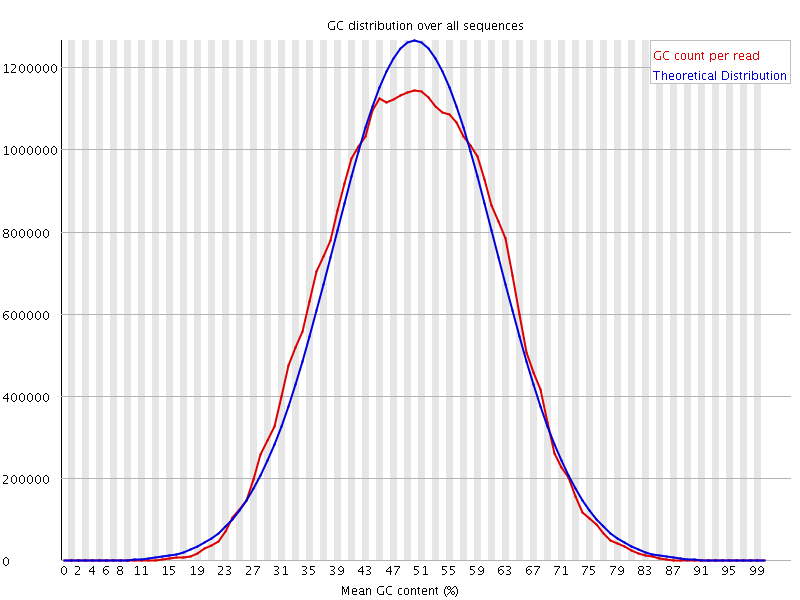 GC distribution over all sequences
GC count per read
Theoretical Distribution
1200000
1000000
800000
600000
400000
200000
0
0 2 4 6 8 11 15 19 23 27 31 35 39 43 47 51 55 59 63 67 71 75 79 83 87 91 95 99
Mean GC content (%)